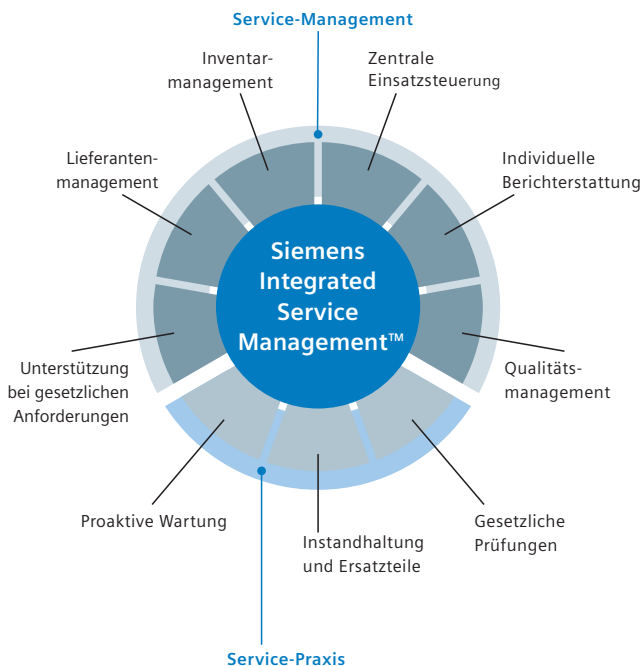 Service-Management
Inventar-
management
Zentrale
Einsatzsteuerung
Lieferanten-
management
Individuelle
Berichterstattung
Siemens
Integrated
Service
Management™
Unterstützung
bei gesetzlichen
Anforderungen
Qualitäts-
management
Proaktive Wartung
Instandhaltung
und Ersatzteile
Gesetzliche
Prüfungen
Service-Praxis